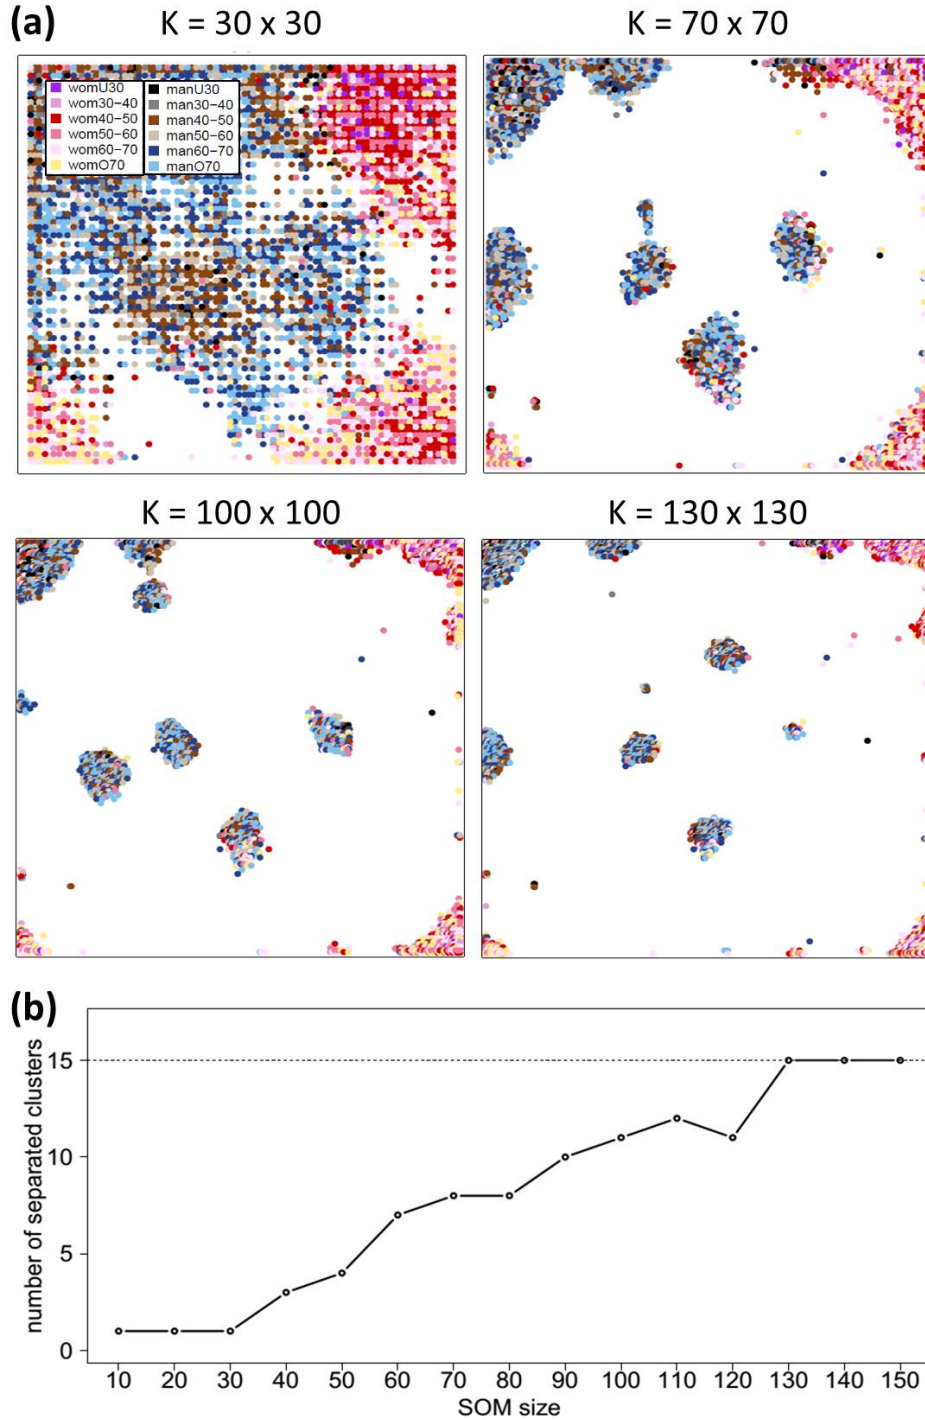 (a)
K = 30 x 30
K = 70 x 70
womU30 manU30
wom30-40 man30-40
wom40-50 man40-50
wom50-60 man50-60
wom60-70 man60-70
womO70 manO70
K = 100 x 100
K = 130 x 130
(b)
number of separated clusters
15
10
5
0
10 20 30 40 50 60 70 80 90 100 110 120 130 140 150
SOM size